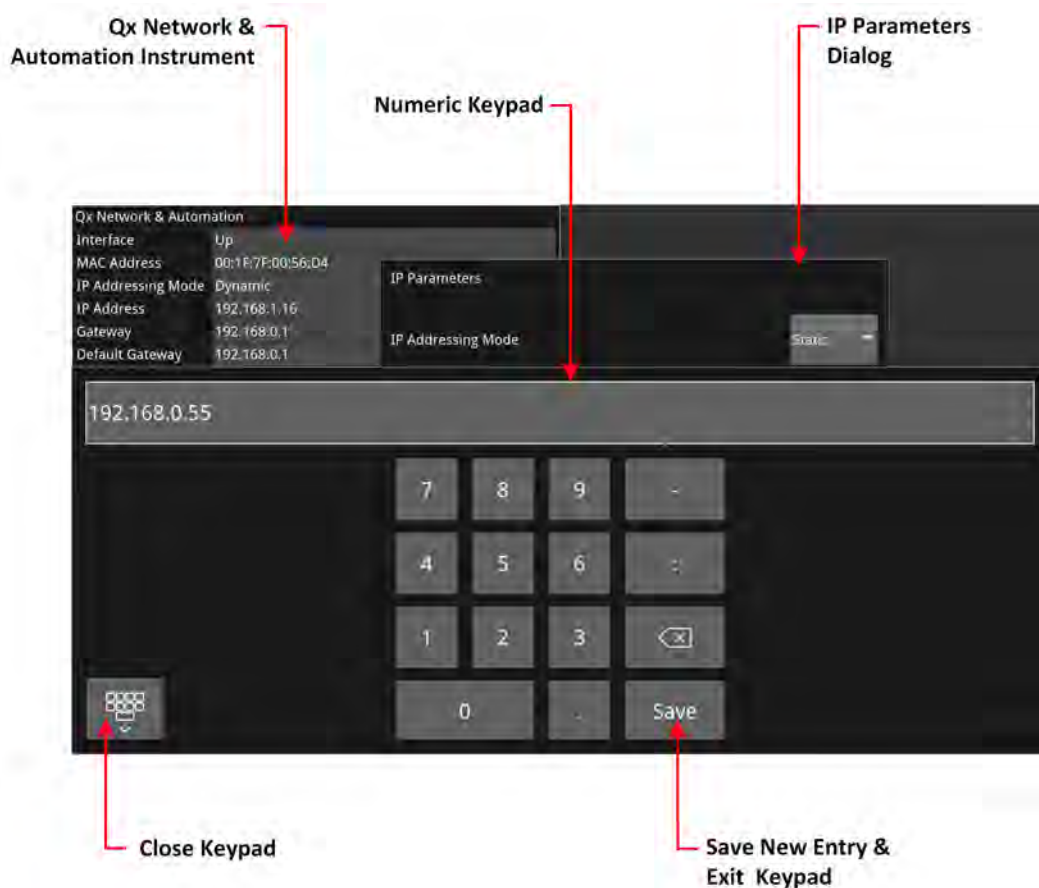 Qx Network &
Automation Instrument
IP Parameters
Dialog
Numeric Keypad
Qx Network & Automation
Interface Up
MAC Address 00:1F:7F:00:56:D4
IP Addressing Mode Dynamic
IP Address 192.168.1.16
Gateway 192.168.0.1
Default Gateway 192.168.0.1
IP Parameters
IP Addressing Mode Static
192.168.0.55
7 8 9 -
4 5 6 :
1 2 3
0 . Save
Close Keypad
Save New Entry &
Exit Keypad